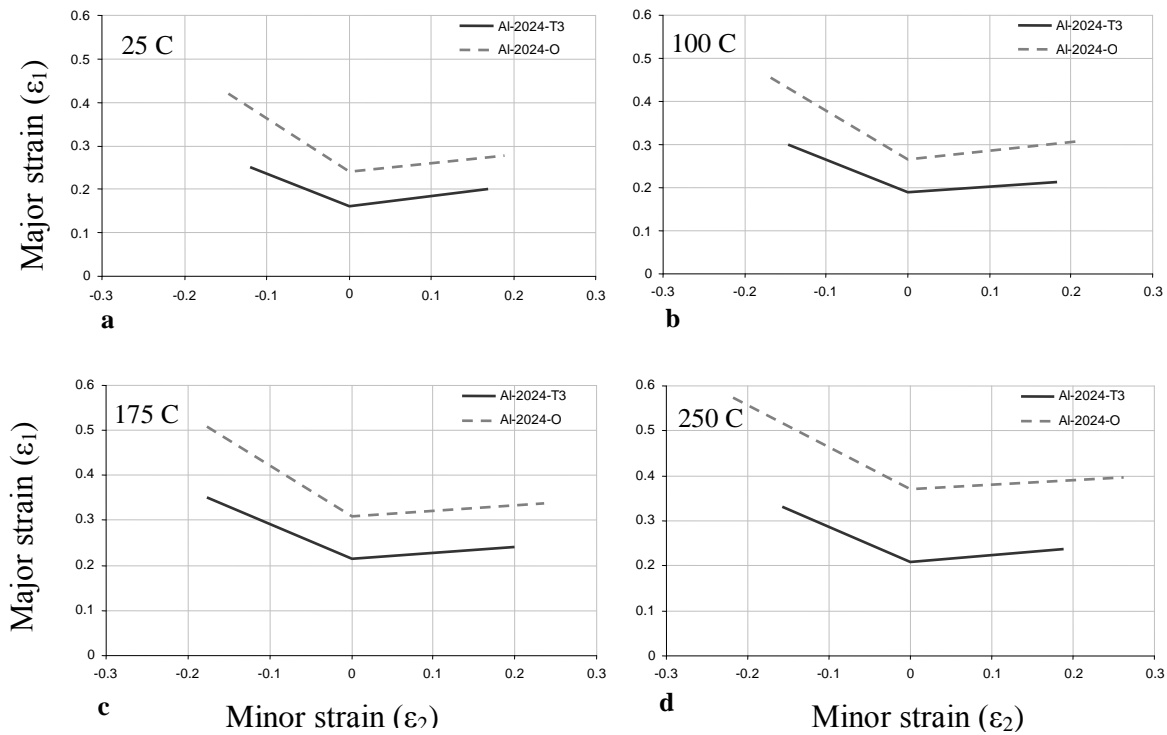 0.6
0.5
0.4
0.3
0.2
0.1
0
-0.3 -0.2 -0.1 0 0.1 0.2 0.3
Major strain (ε1)
25 C
Al-2024-T3
Al-2024-O
a
0.6
0.5
0.4
0.3
0.2
0.1
0
-0.3 -0.2 -0.1 0 0.1 0.2 0.3
100 C
Al-2024-T3
Al-2024-O
b
0.6
0.5
0.4
0.3
0.2
0.1
0
-0.3 -0.2 -0.1 0 0.1 0.2 0.3
Major strain (ε1)
175 C
Al-2024-T3
Al-2024-O
c
Minor strain (ε2)
0.6
0.5
0.4
0.3
0.2
0.1
0
-0.3 -0.2 -0.1 0 0.1 0.2 0.3
250 C
Al-2024-T3
Al-2024-O
d
Minor strain (ε2)